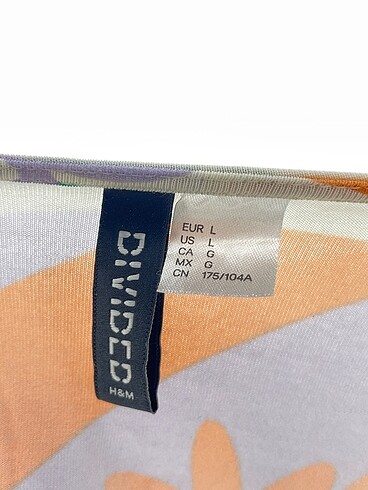 DIVIDED
H&M
EUR L
US L
CA G
MX G
CN 175/104A